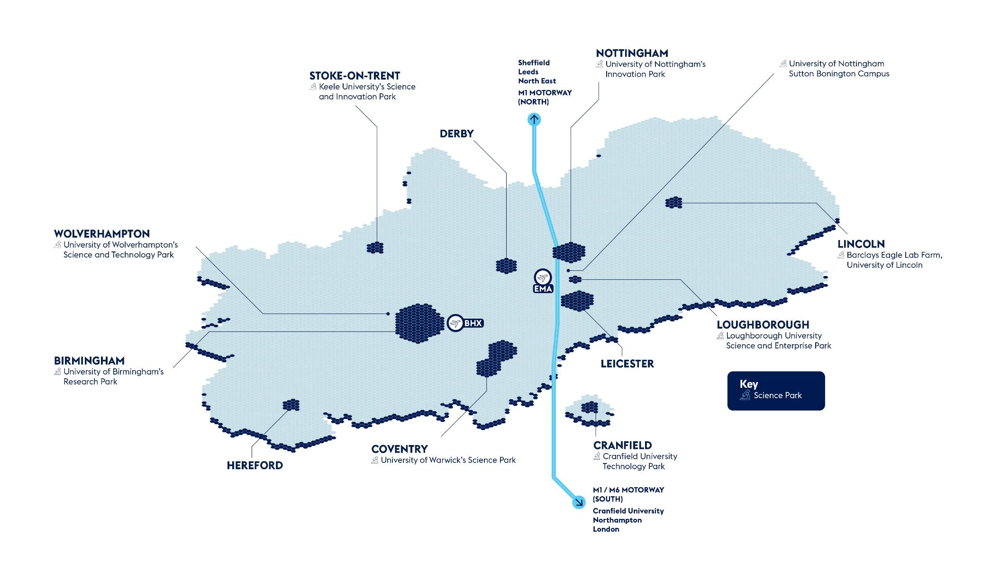 NOTTINGHAM
University of Nottingham's
Innovation Park
University of Nottingham
Sutton Bonington Campus
Sheffield
Leeds
North East
M1 MOTORWAY
(NORTH)
STOKE-ON-TRENT
Keele University's Science
and Innovation Park
DERBY
WOLVERHAMPTON
University of Wolverhampton's
Science and Technology Park
LINCOLN
Barclays Eagle Lab Farm,
University of Lincoln
EMA
BHX
LOUGHBOROUGH
Loughborough University
Science and Enterprise Park
BIRMINGHAM
University of Birmingham's
Research Park
LEICESTER
Key
Science Park
COVENTRY
University of Warwick's Science Park
CRANFIELD
Cranfield University
Technology Park
HEREFORD
M1 / M6 MOTORWAY
(SOUTH)
Cranfield University
Northampton
London